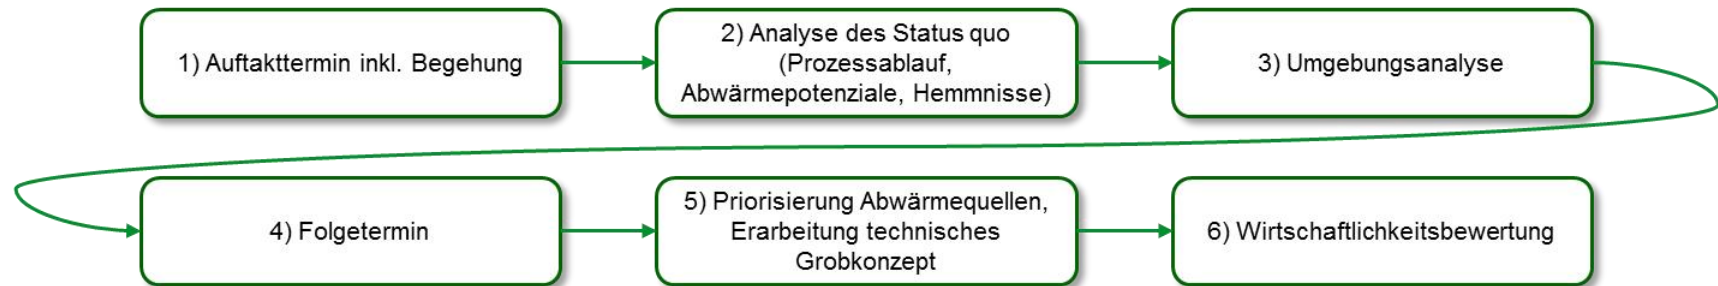 1) Auftakttermin inkl. Begehung
2) Analyse des Status quo
(Prozessablauf,
Abwärmepotenziale, Hemmnisse)
3) Umgebungsanalyse
4) Folgetermin
5) Priorisierung Abwärmequellen,
Erarbeitung technisches
Grobkonzept
6) Wirtschaftlichkeitsbewertung